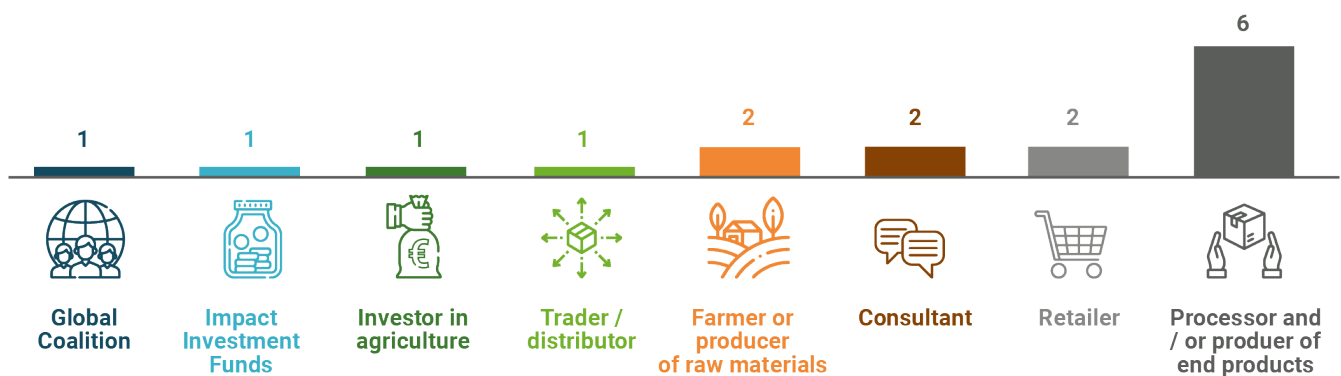 1
1
1
1
2
2
2
6
Global
Coalition
Impact
Investment
Funds
€
Investor in
agriculture
Trader /
distributor
Farmer or
producer
of raw materials
Consultant
Retailer
Processor and
/ or produer of
end products